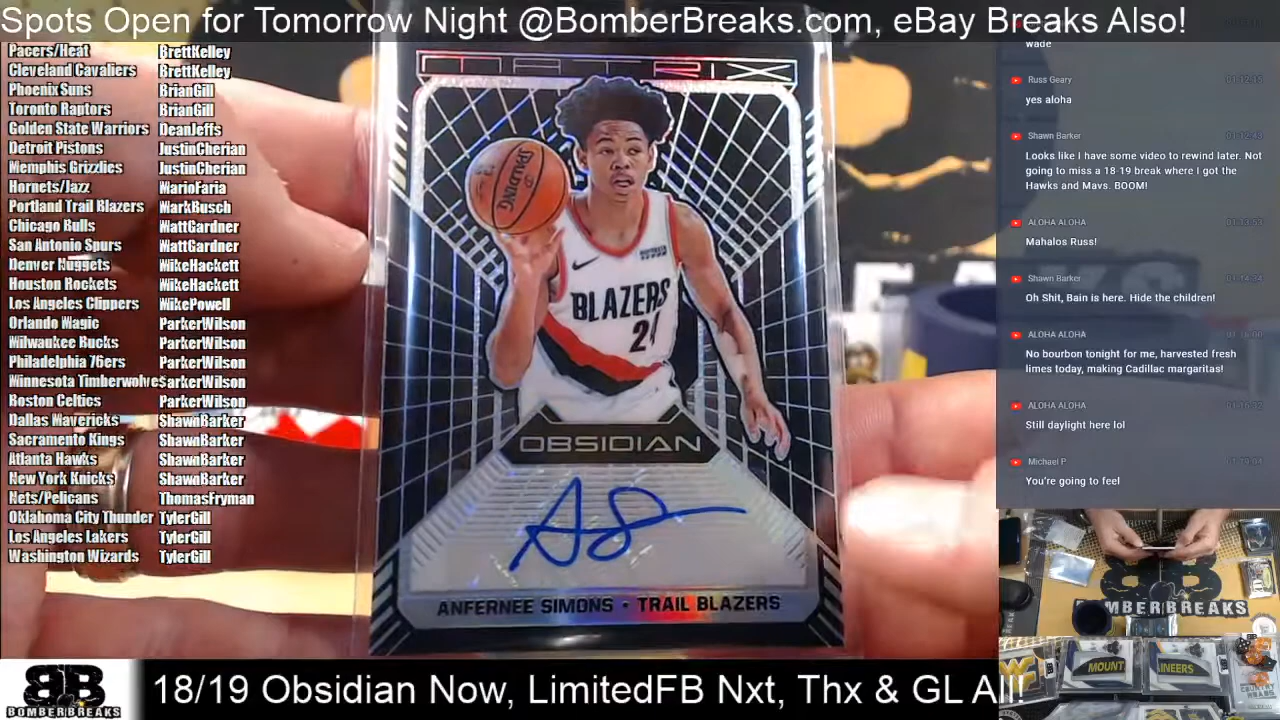 Spots Open for Tomorrow Night @BomberBreaks.com, eBay Breaks Also!
Pacers/Heat BrettKelley
Cleveland Cavaliers BrettKelley
Phoenix Suns BrianGill
Toronto Raptors BrianGill
Golden State Warriors DeanJeffs
Detroit Pistons JustinCherian
Memphis Grizzlies JustinCherian
Hornets/Jazz MarioFaria
Portland Trail Blazers MarkBusch
Chicago Bulls MattGardner
San Antonio Spurs MattGardner
Denver Nuggets MikeHackett
Houston Rockets MikeHackett
Los Angeles Clippers MikePowell
Orlando Magic ParkerWilson
Milwaukee Bucks ParkerWilson
Philadelphia 76ers ParkerWilson
Minnesota Timberwolves ParkerWilson
Boston Celtics ParkerWilson
Dallas Mavericks ShawnBarker
Sacramento Kings ShawnBarker
Atlanta Hawks ShawnBarker
New York Knicks ShawnBarker
Nets/Pelicans ThomasFryman
Oklahoma City Thunder TylerGill
Los Angeles Lakers TylerGill
Washington Wizards TylerGill
MATRIX
SPALDING
BLAZERS
OBSIDIAN
ANFERNEE SIMONS • TRAIL BLAZERS
wade
Russ Geary
yes aloha
Shawn Barker
Looks like I have some video to rewind later. Not
going to miss a 18-19 break where I got the
Hawks and Mavs. BOOM!
ALOHA ALOHA
Mahalos Russ!
Shawn Barker
Oh Shit, Bain is here. Hide the children!
ALOHA ALOHA
No bourbon tonight for me, harvested fresh
limes today, making Cadillac margaritas!
ALOHA ALOHA
Still daylight here lol
Michael P
You're going to feel
BOMBERBREAKS
MOUNT
AINEERS
BB
BOMBERBREAKS
18/19 Obsidian Now, LimitedFB Nxt, Thx & GL All!